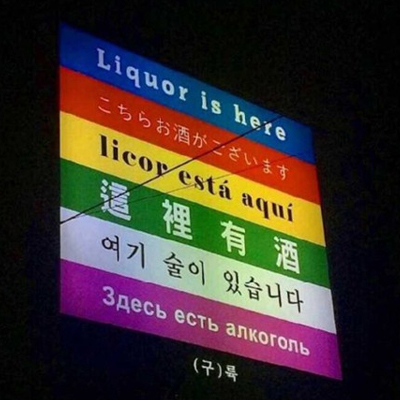 Liquor is here
こちらお酒がございます
licor está aquí
這裡有酒
여기 술이 있습니다
Здесь есть алкоголь
(구)륙